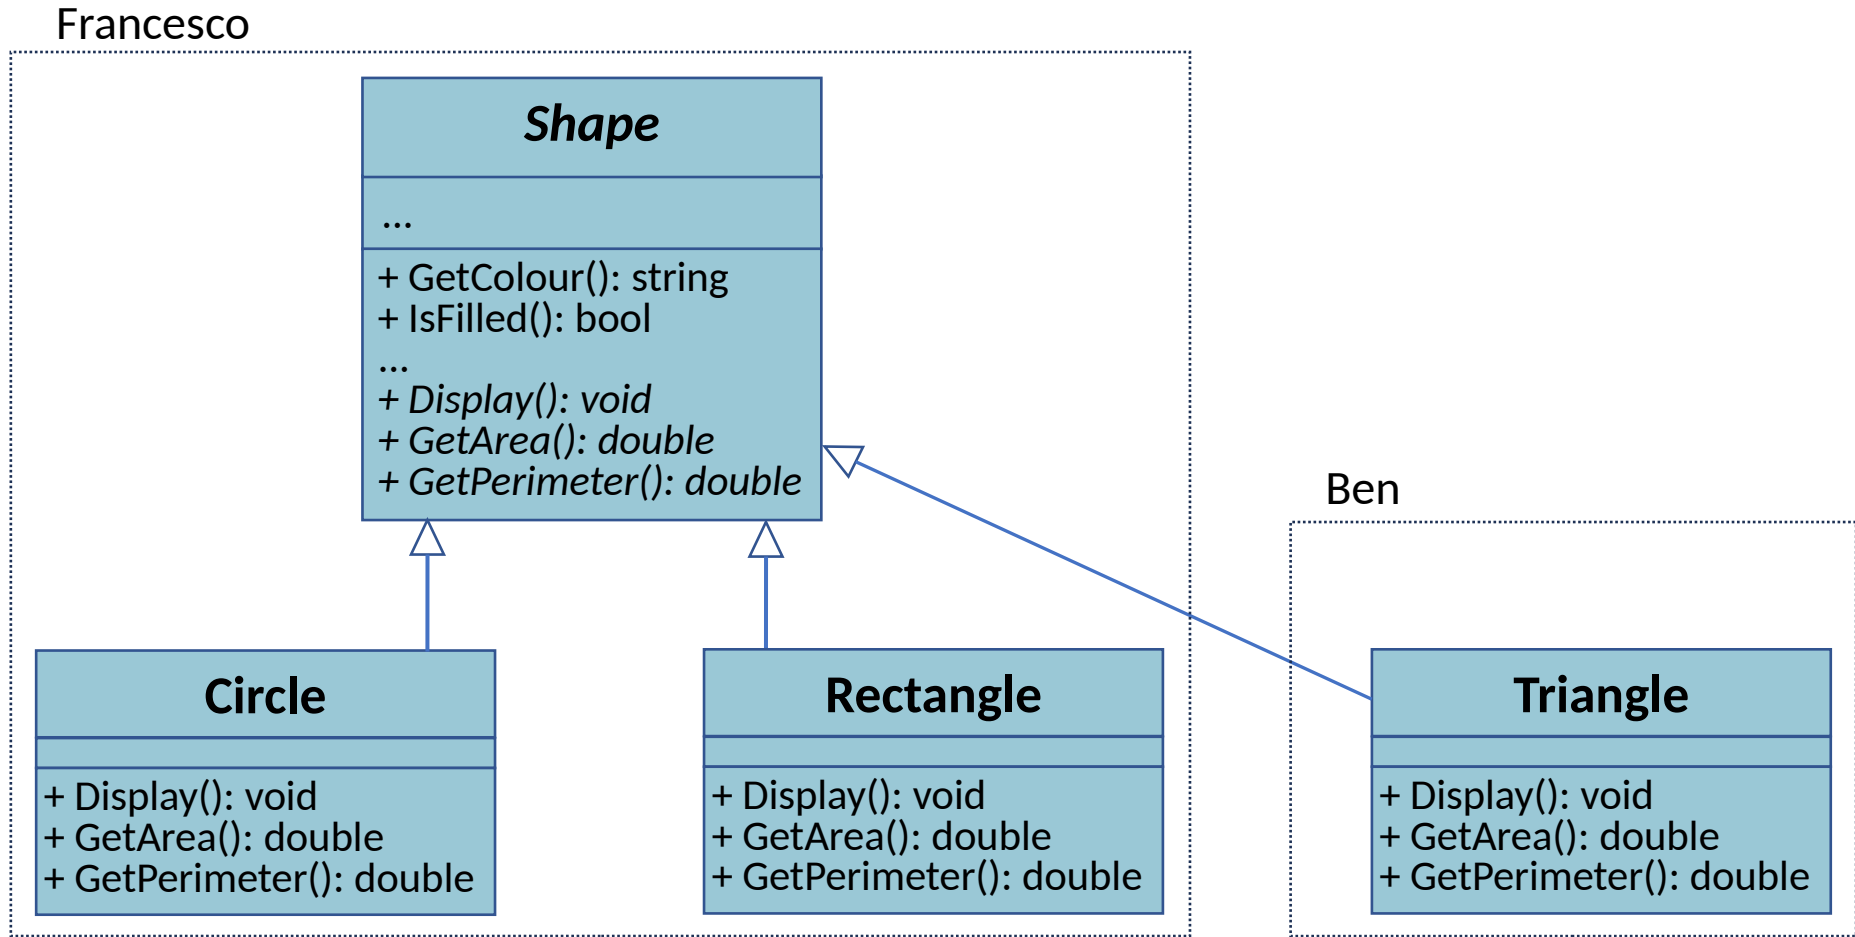 Francesco
Shape
...
+ GetColour(): string
+ IsFilled(): bool
...
+ Display(): void
+ GetArea(): double
+ GetPerimeter(): double
Ben
Circle
+ Display(): void
+ GetArea(): double
+ GetPerimeter(): double
Rectangle
+ Display(): void
+ GetArea(): double
+ GetPerimeter(): double
Triangle
+ Display(): void
+ GetArea(): double
+ GetPerimeter(): double